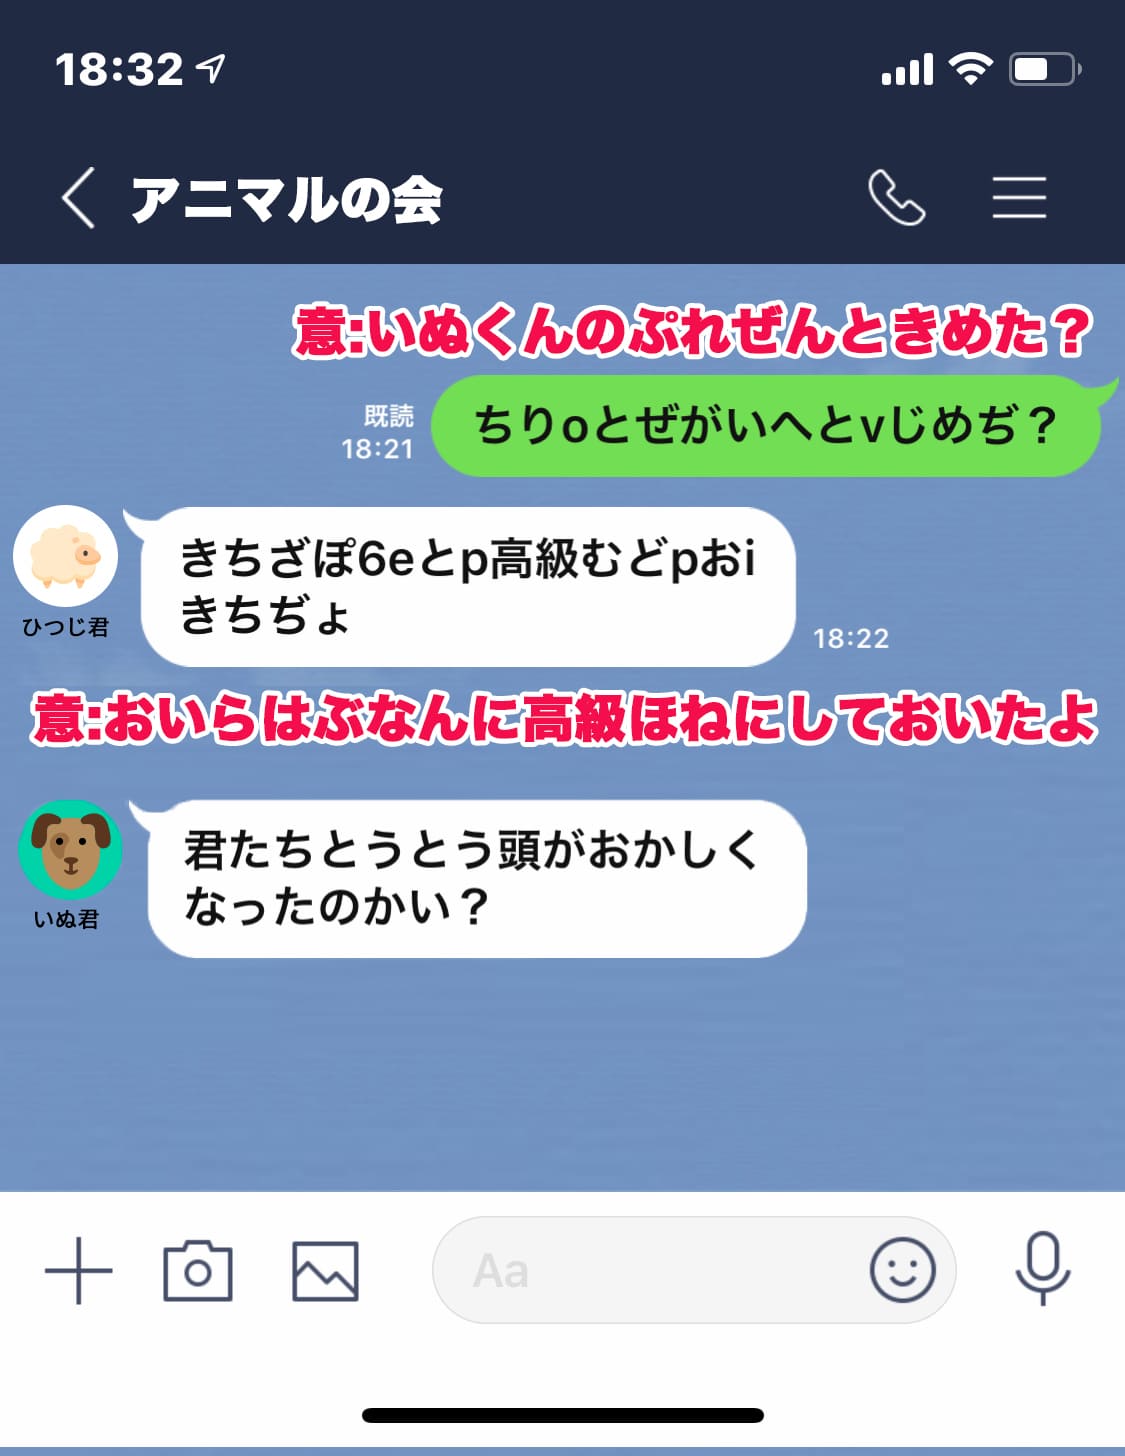 18:32
アニマルの会
意:いぬくんのぷれぜんときめた？
既読
18:21
ちりoとぜがいへとvじめぢ？
きちざぽ6eとp高級むどpおi
きちぢょ
ひつじ君
18:22
意:おいらはぶなんに高級ほねにしておいたよ
君たちとうとう頭がおかしく
なったのかい？
いぬ君
Aa